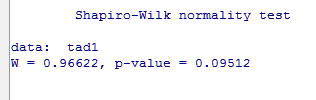 Shapiro-Wilk normality test
data:  tad1
W = 0.96622, p-value = 0.09512